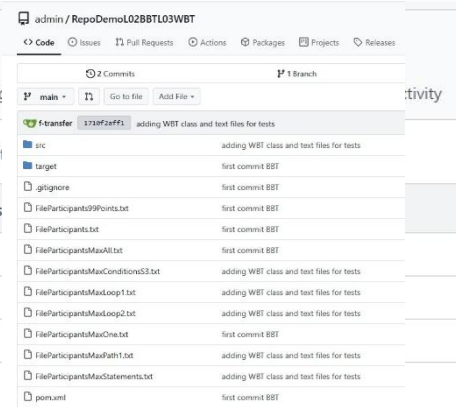 admin / RepoDemoL02BBTL03WBT
Code Issues Pull Requests Actions Packages Projects Releases
2 Commits 1 Branch
tivity
main Go to file Add File
f-transfer 1710f2aff1 adding WBT class and text files for tests
src adding WBT class and text files for tests
target first commit BBT
.gitignore first commit BBT
FileParticipants99Points.txt first commit BBT
FileParticipants.txt first commit BBT
FileParticipantsMaxAll.txt first commit BBT
FileParticipantsMaxConditionsS3.txt adding WBT class and text files for tests
FileParticipantsMaxLoop1.txt adding WBT class and text files for tests
FileParticipantsMaxLoop2.txt adding WBT class and text files for tests
FileParticipantsMaxOne.txt first commit BBT
FileParticipantsMaxPath1.txt adding WBT class and text files for tests
FileParticipantsMaxStatements.txt adding WBT class and text files for tests
pom.xml first commit BBT